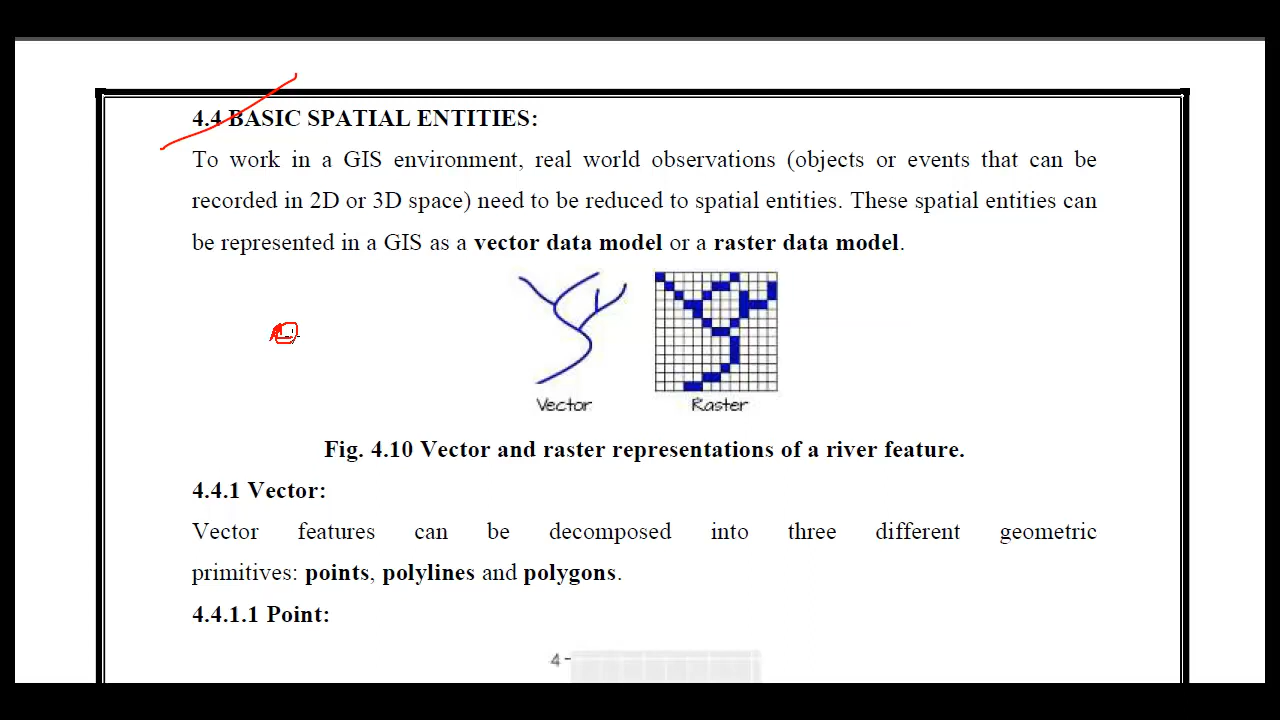 4.4 BASIC SPATIAL ENTITIES:
To work in a GIS environment, real world observations (objects or events that can be
recorded in 2D or 3D space) need to be reduced to spatial entities. These spatial entities can
be represented in a GIS as a vector data model or a raster data model.
Vector Raster
Fig. 4.10 Vector and raster representations of a river feature.
4.4.1 Vector:
Vector features can be decomposed into three different geometric
primitives: points, polylines and polygons.
4.4.1.1 Point:
4